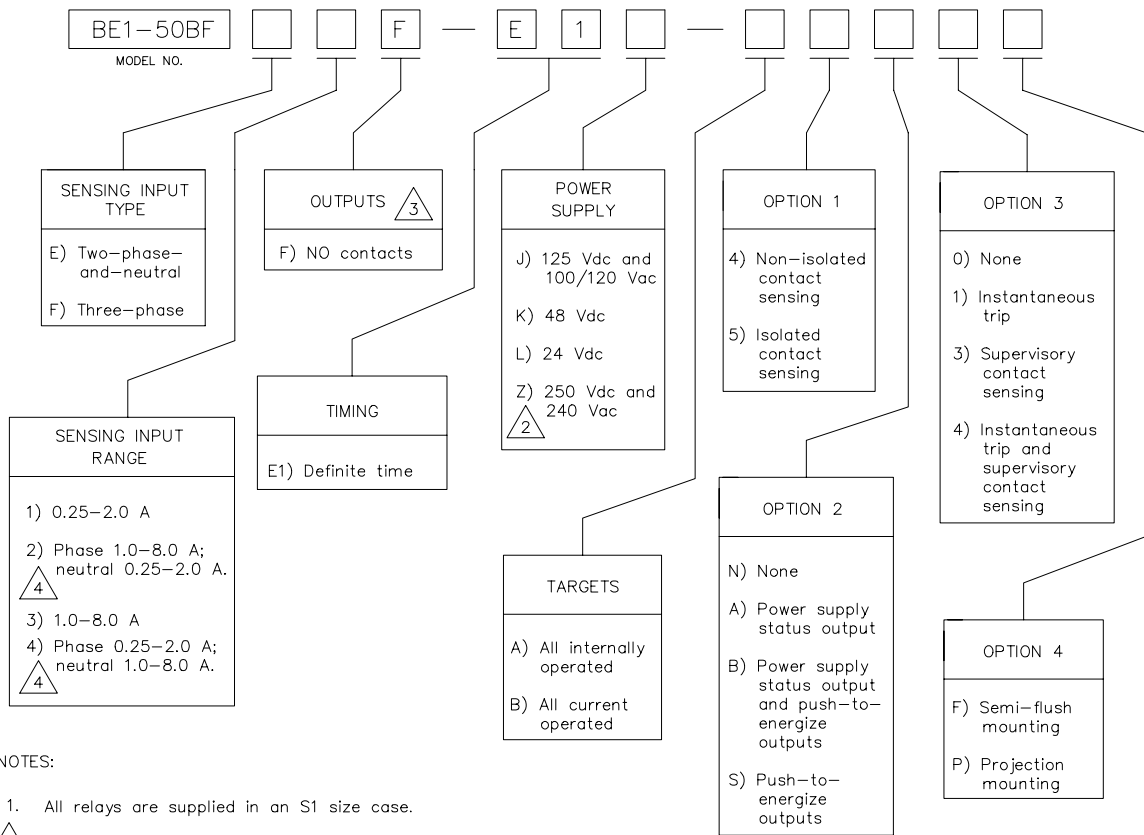 BE1-50BF F — E 1 —
MODEL NO.
SENSING INPUT
TYPE
E) Two-phase-
and-neutral
F) Three-phase
OUTPUTS 3
F) NO contacts
POWER
SUPPLY
J) 125 Vdc and
100/120 Vac
K) 48 Vdc
L) 24 Vdc
Z) 250 Vdc and
240 Vac
2
OPTION 1
4) Non-isolated
contact
sensing
5) Isolated
contact
sensing
OPTION 3
0) None
1) Instantaneous
trip
3) Supervisory
contact
sensing
4) Instantaneous
trip and
supervisory
contact
sensing
SENSING INPUT
RANGE
1) 0.25-2.0 A
2) Phase 1.0-8.0 A;
neutral 0.25-2.0 A.
4
3) 1.0-8.0 A
4) Phase 0.25-2.0 A;
neutral 1.0-8.0 A.
4
TIMING
E1) Definite time
TARGETS
A) All internally
operated
B) All current
operated
OPTION 2
N) None
A) Power supply
status output
B) Power supply
status output
and push-to-
energize
outputs
S) Push-to-
energize
outputs
OPTION 4
F) Semi-flush
mounting
P) Projection
mounting
NOTES:
1. All relays are supplied in an S1 size case.